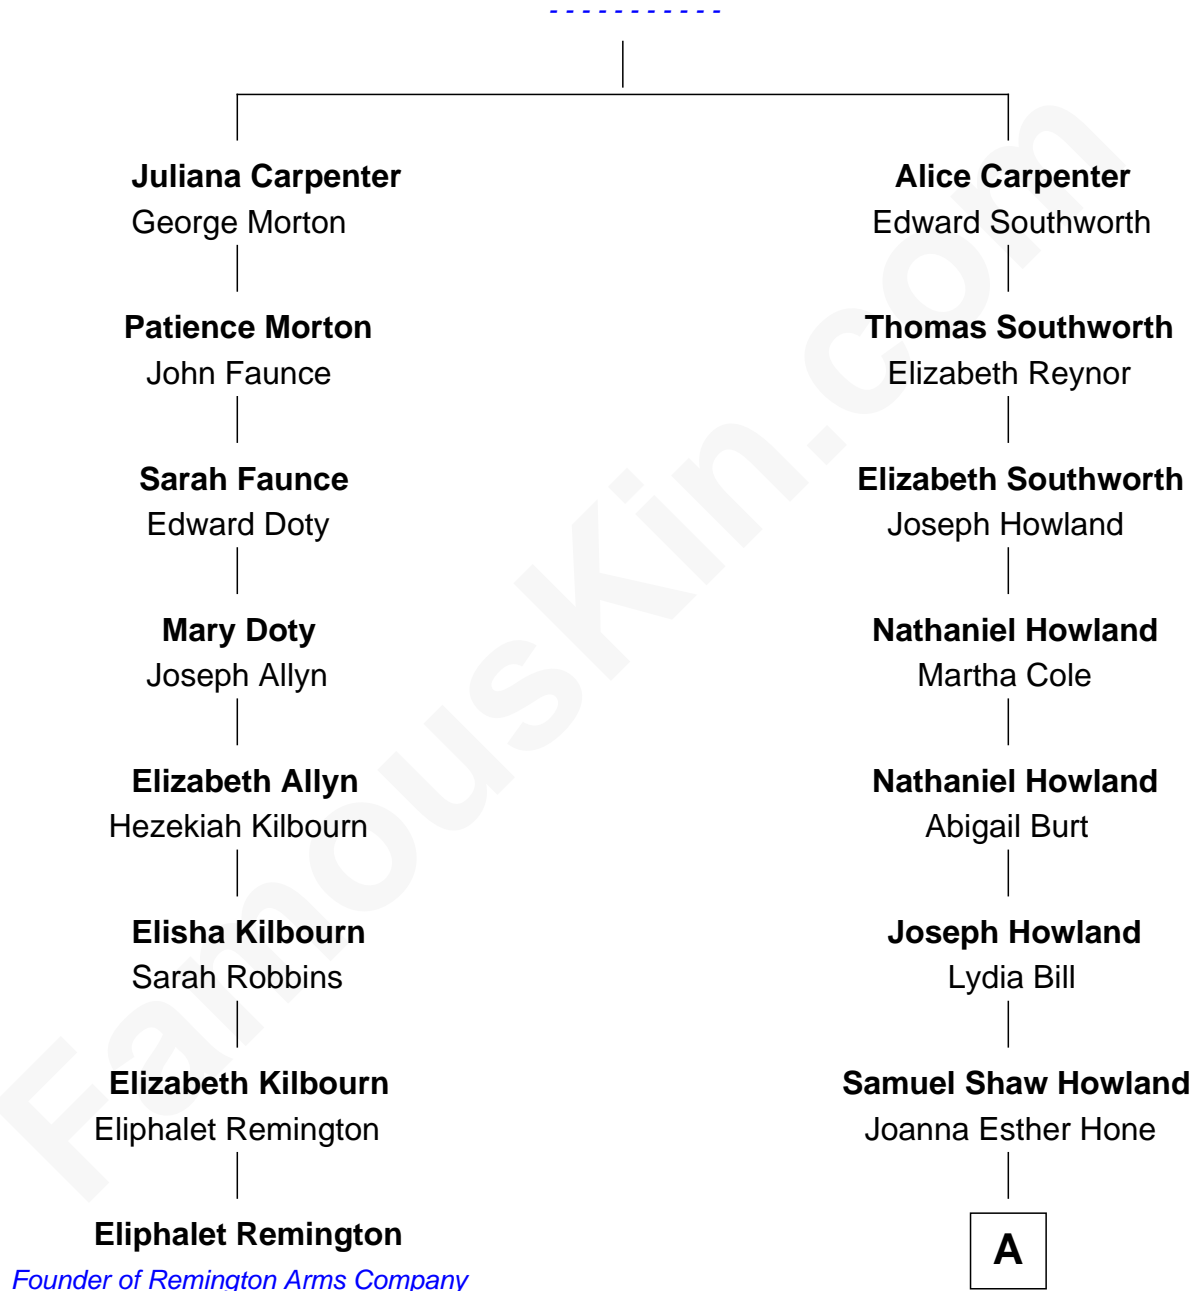 - - - - - - - - - - -
Juliana Carpenter
George Morton
Alice Carpenter
Edward Southworth
Patience Morton
John Faunce
Thomas Southworth
Elizabeth Reynor
Sarah Faunce
Edward Doty
Elizabeth Southworth
Joseph Howland
Mary Doty
Joseph Allyn
Nathaniel Howland
Martha Cole
Elizabeth Allyn
Hezekiah Kilbourn
Nathaniel Howland
Abigail Burt
Elisha Kilbourn
Sarah Robbins
Joseph Howland
Lydia Bill
Elizabeth Kilbourn
Eliphalet Remington
Samuel Shaw Howland
Joanna Esther Hone
Eliphalet Remington
Founder of Remington Arms Company
A
FamousKin.com